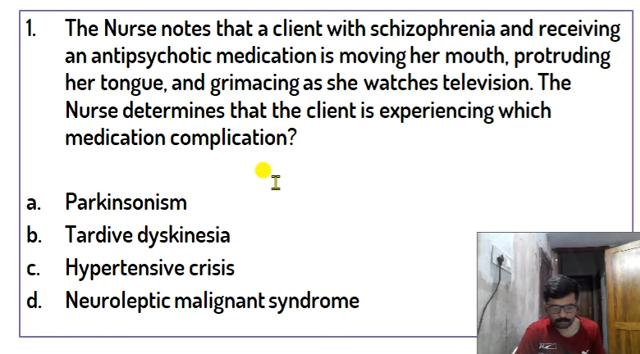 1. The Nurse notes that a client with schizophrenia and receiving
an antipsychotic medication is moving her mouth, protruding
her tongue, and grimacing as she watches television. The
Nurse determines that the client is experiencing which
medication complication?
a. Parkinsonism
b. Tardive dyskinesia
c. Hypertensive crisis
d. Neuroleptic malignant syndrome